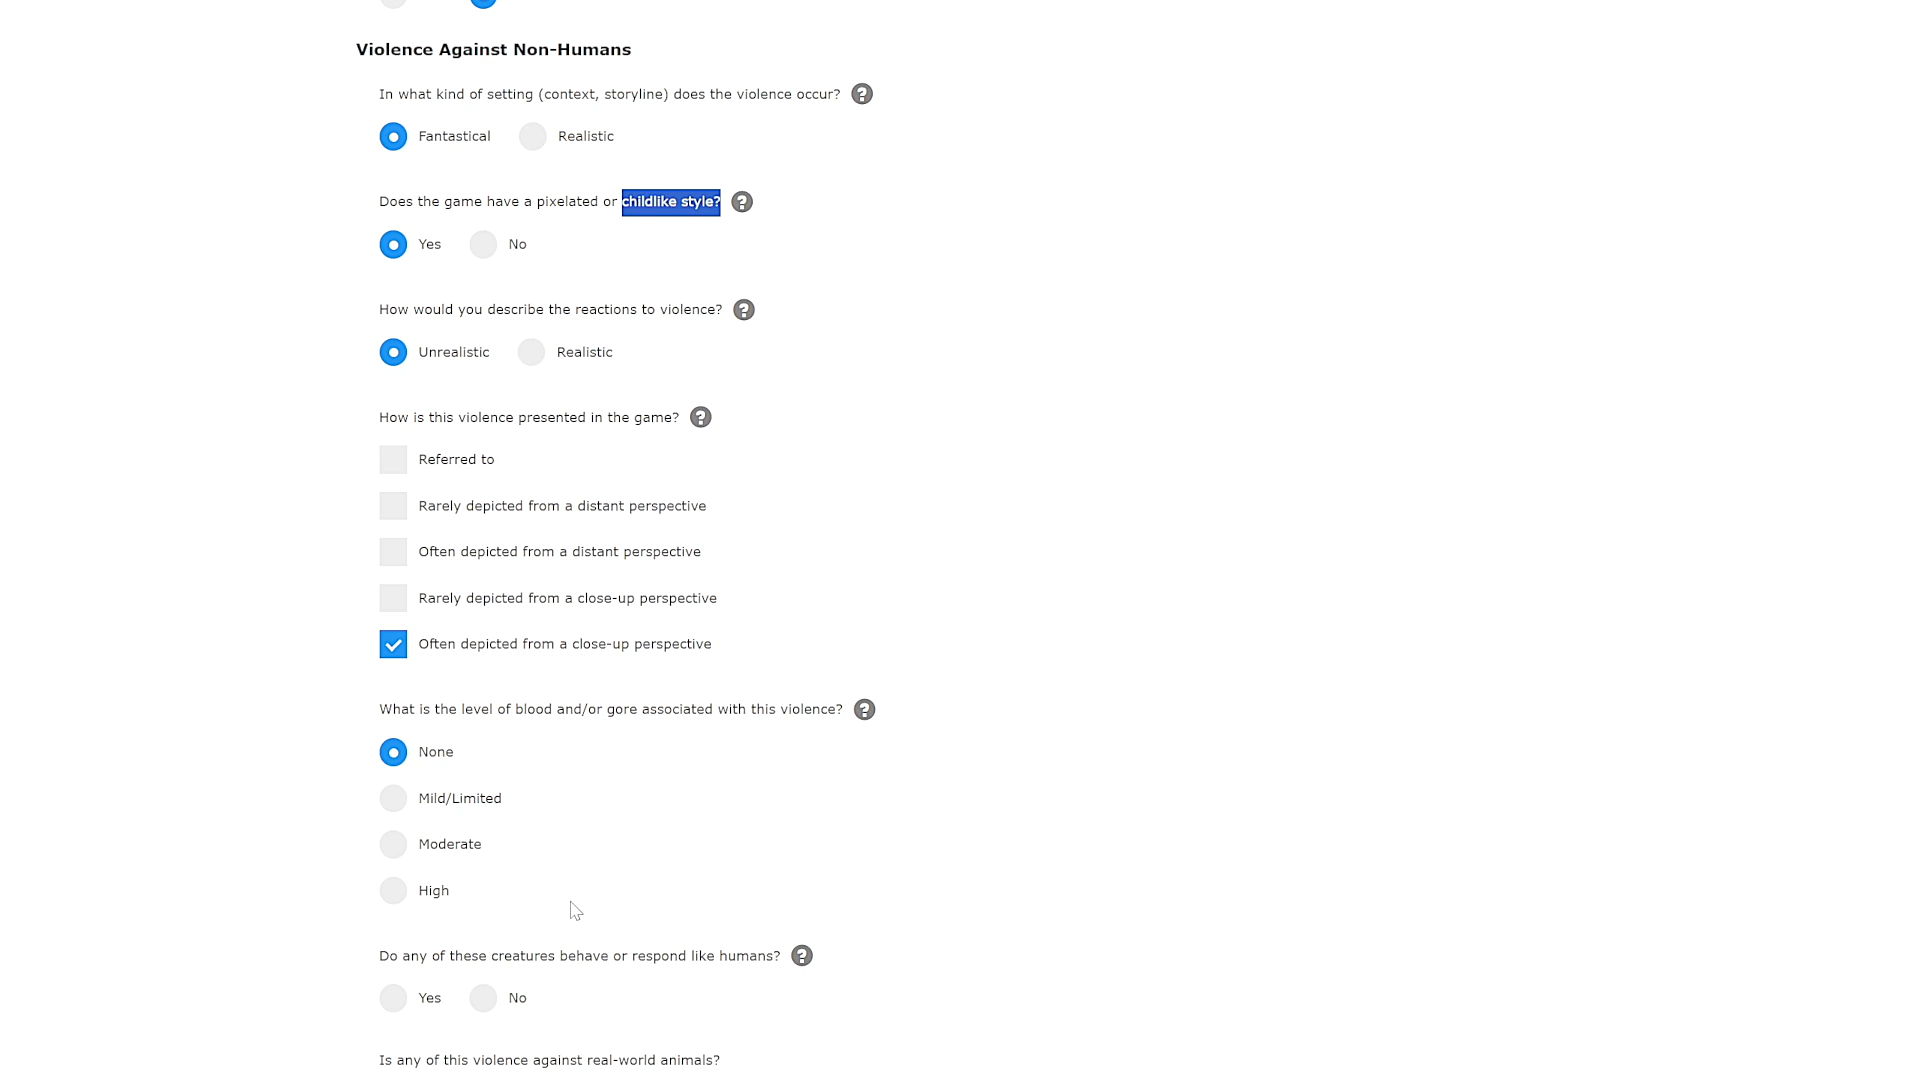 Violence Against Non-Humans
In what kind of setting (context, storyline) does the violence occur? ?
Fantastical Realistic
Does the game have a pixelated or childlike style? ?
Yes No
How would you describe the reactions to violence? ?
Unrealistic Realistic
How is this violence presented in the game? ?
Referred to
Rarely depicted from a distant perspective
Often depicted from a distant perspective
Rarely depicted from a close-up perspective
Often depicted from a close-up perspective
What is the level of blood and/or gore associated with this violence? ?
None
Mild/Limited
Moderate
High
Do any of these creatures behave or respond like humans? ?
Yes No
Is any of this violence against real-world animals?